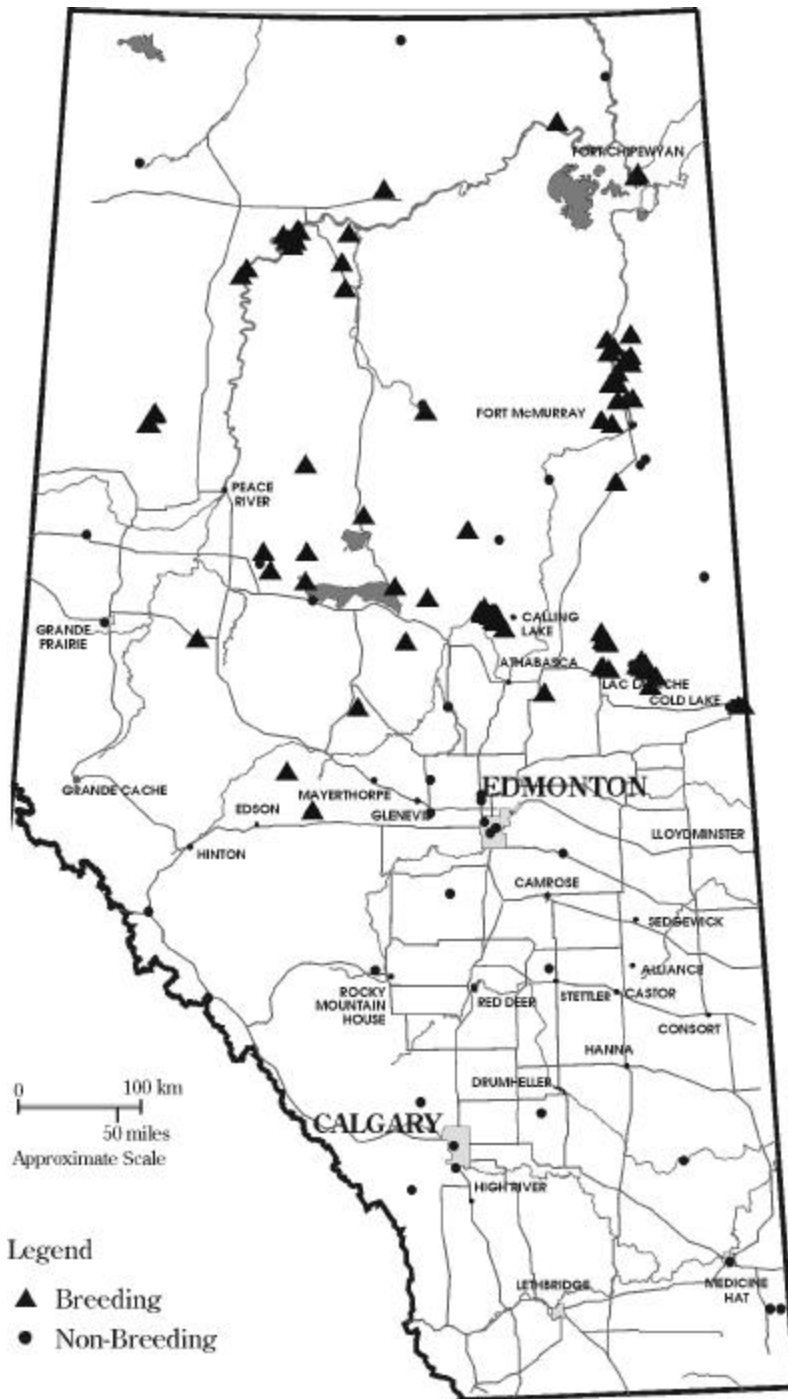 FORT CHIPEWYAN
FORT McMURRAY
PEACE
RIVER
GRANDE
PRAIRIE
CALLING
LAKE
ATHABASCA
COLD LAKE
GRANDE CACHE
EDMONTON
MAYERTHORPE
EDSON
LLOYDMINSTER
HINTON
CAMROSE
SEDGEWICK
ALLIANCE
ROCKY
MOUNTAIN
HOUSE
RED DEER
STETTLER
CASTOR
CONSORT
HANNA
DRUMHELLER
0 100 km
50 miles
Approximate Scale
CALGARY
HIGH RIVER
LETHBRIDGE
MEDICINE
HAT
Legend
Breeding
Non-Breeding